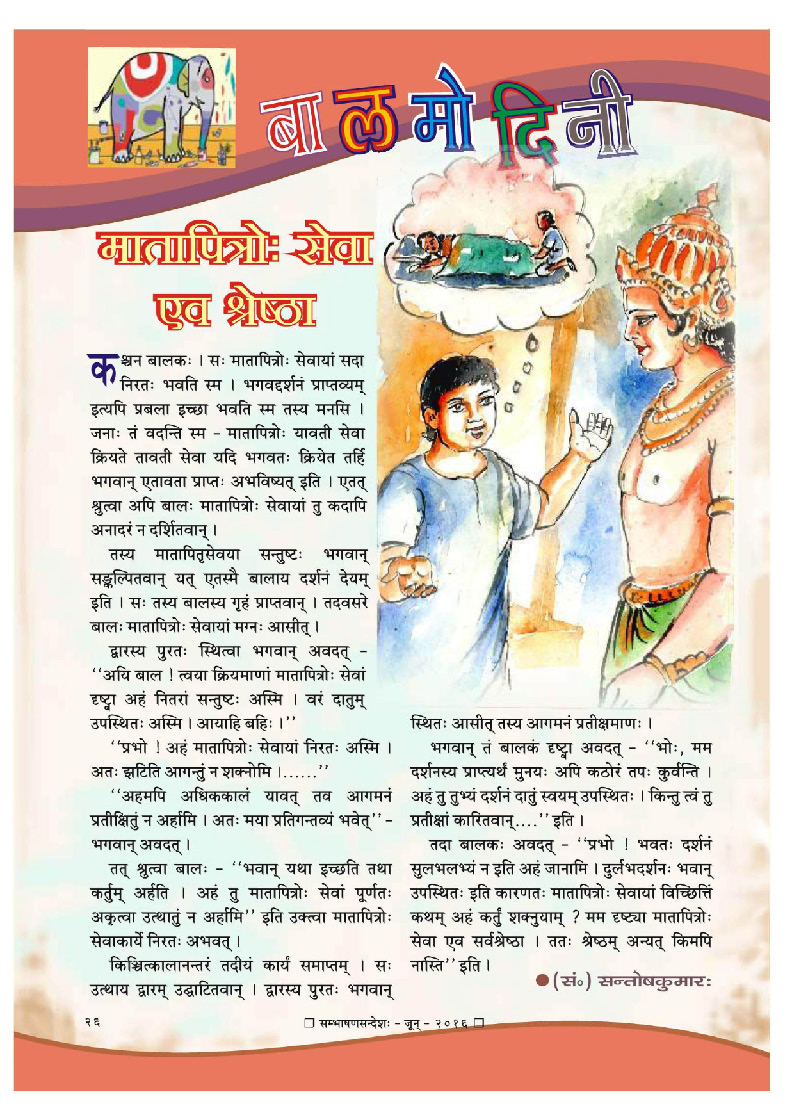 बालमोदिनी
मातापित्रोः सेवा
एव श्रेष्ठा
कश्चन बालकः । सः मातापित्रोः सेवायां सदा
निरतः भवति स्म । भगवद्दर्शनं प्राप्तव्यम्
इत्यपि प्रबला इच्छा भवति स्म तस्य मनसि ।
जनाः तं वदन्ति स्म - मातापित्रोः यावती सेवा
क्रियते तावती सेवा यदि भगवतः क्रियेत तर्हि
भगवान् एतावता प्राप्तः अभविष्यत् इति । एतत्
श्रुत्वा अपि बालः मातापित्रोः सेवायां तु कदापि
अनादरं न दर्शितवान् ।
तस्य मातापितृसेवया सन्तुष्टः भगवान्
सङ्कल्पितवान् यत् एतस्मै बालाय दर्शनं देयम्
इति । सः तस्य बालस्य गृहं प्राप्तवान् । तदवसरे
बालः मातापित्रोः सेवायां मग्नः आसीत् ।
द्वारस्य पुरतः स्थित्वा भगवान् अवदत् -
‘‘अयि बाल ! त्वया क्रियमाणां मातापित्रोः सेवां
दृष्ट्वा अहं नितरां सन्तुष्टः अस्मि । वरं दातुम्
उपस्थितः अस्मि । आयाहि बहिः ।’’
‘‘प्रभो ! अहं मातापित्रोः सेवायां निरतः अस्मि ।
अतः झटिति आगन्तुं न शक्नोमि ।......’’
‘‘अहमपि अधिककालं यावत् तव आगमनं
प्रतीक्षितुं न अर्हामि । अतः मया प्रतिगन्तव्यं भवेत्’’ -
भगवान् अवदत् ।
तत् श्रुत्वा बालः - ‘‘भवान् यथा इच्छति तथा
कर्तुम् अर्हति । अहं तु मातापित्रोः सेवां पूर्णतः
अकृत्वा उत्थातुं न अर्हामि’’ इति उक्त्वा मातापित्रोः
सेवाकार्ये निरतः अभवत् ।
किञ्चित्कालानन्तरं तदीयं कार्यं समाप्तम् । सः
उत्थाय द्वारम् उद्घाटितवान् । द्वारस्य पुरतः भगवान्
स्थितः आसीत् तस्य आगमनं प्रतीक्षमाणः ।
भगवान् तं बालकं दृष्ट्वा अवदत् - ‘‘भोः, मम
दर्शनस्य प्राप्त्यर्थं मुनयः अपि कठोरं तपः कुर्वन्ति ।
अहं तु तुभ्यं दर्शनं दातुं स्वयम् उपस्थितः । किन्तु त्वं तु
प्रतीक्षां कारितवान्....’’ इति ।
तदा बालकः अवदत् - ‘‘प्रभो ! भवतः दर्शनं
सुलभलभ्यं न इति अहं जानामि । दुर्लभदर्शनः भवान्
उपस्थितः इति कारणतः मातापित्रोः सेवायां विच्छित्तिं
कथम् अहं कर्तुं शक्नुयाम् ? मम दृष्ट्या मातापित्रोः
सेवा एव सर्वश्रेष्ठा । ततः श्रेष्ठम् अन्यत् किमपि
नास्ति’’ इति ।
●(सं॰) सन्तोषकुमारः
२६
❐ सम्भाषणसन्देशः - जून् - २०१६ ❐